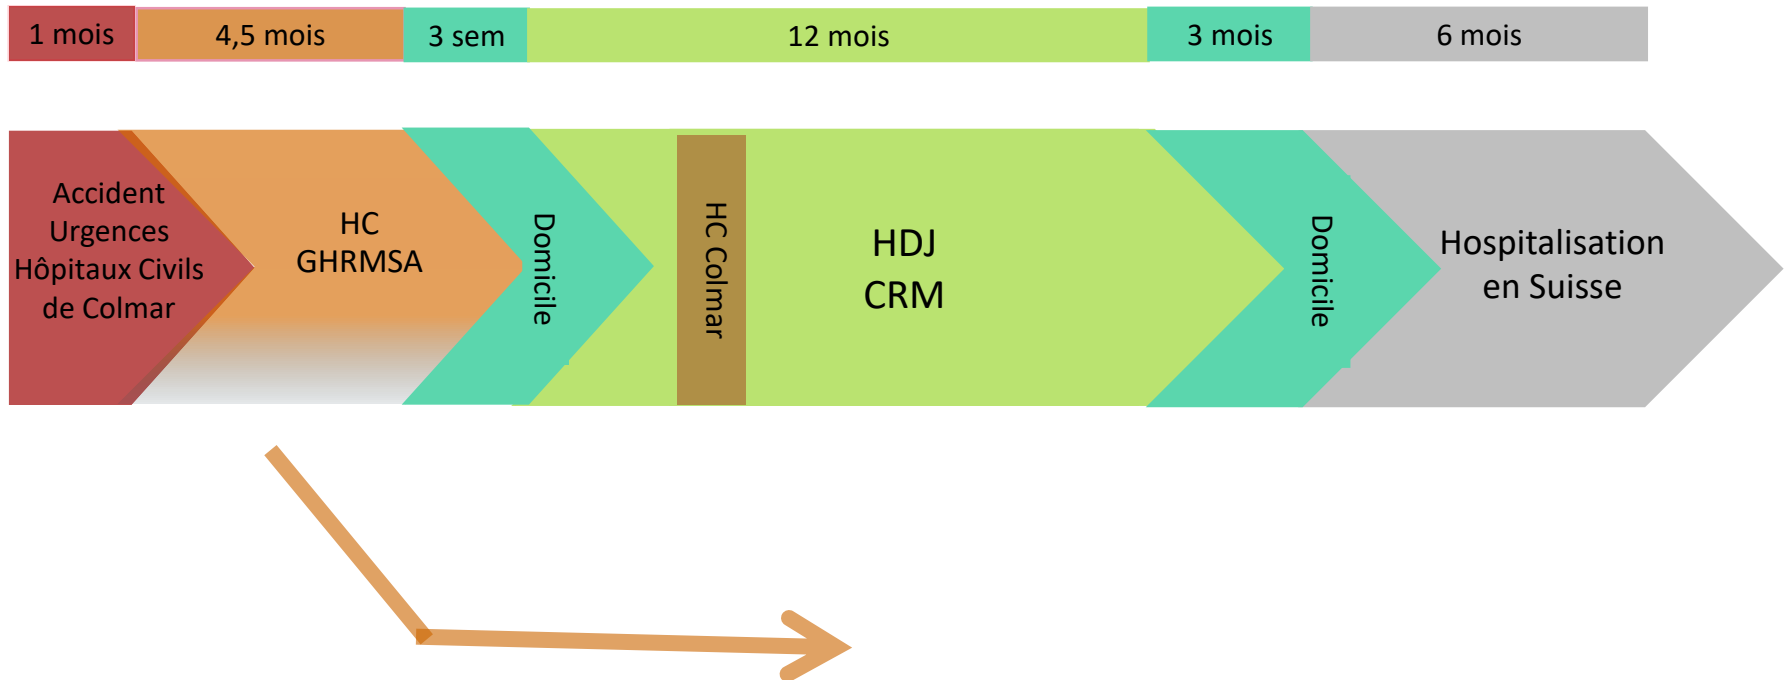 1 mois
4,5 mois
3 sem
12 mois
3 mois
6 mois
Accident
Urgences
Hôpitaux Civils
de Colmar
HC
GHRMSA
Domicile
HC Colmar
HDJ
CRM
Domicile
Hospitalisation
en Suisse